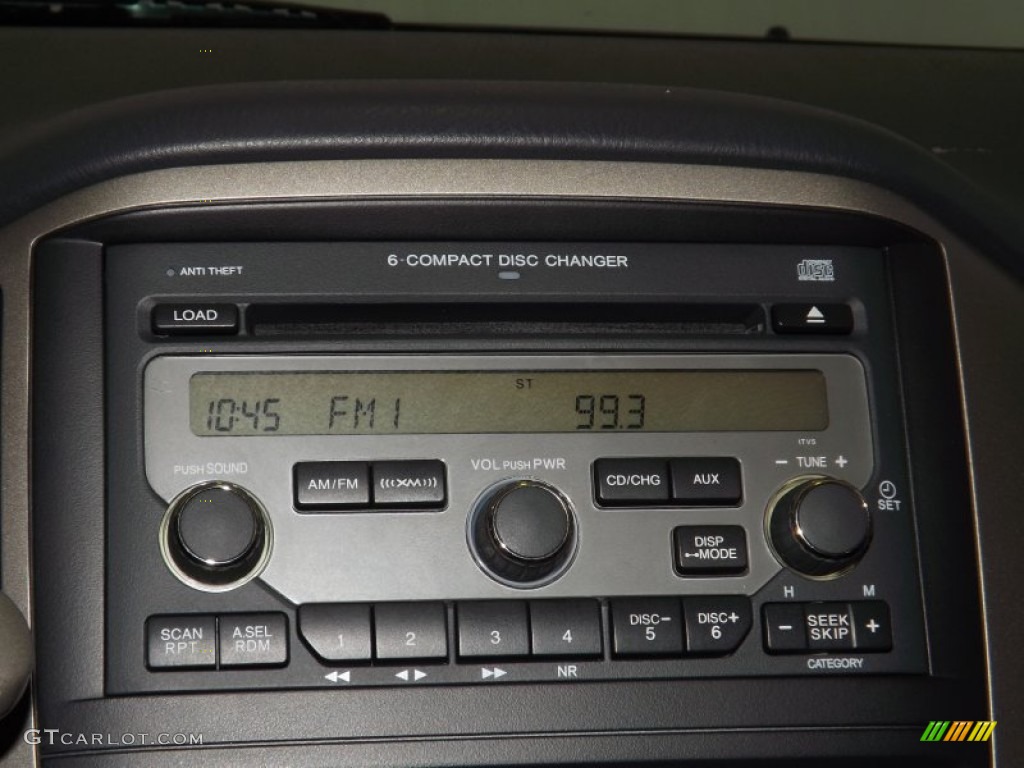 6-COMPACT DISC CHANGER
ANTI THEFT
disc
DIGITAL AUDIO
LOAD
ST
10:45 FM1 99.3
ITVS
PUSH SOUND
VOL PUSH PWR
− TUNE +
AM/FM
(((XM)))
CD/CHG
AUX
SET
DISP
MODE
H M
SCAN
RPT
A.SEL
RDM
1
2
3
4
DISC−
5
DISC+
6
−
SEEK
SKIP
+
NR
CATEGORY
GTCARLOT.COM